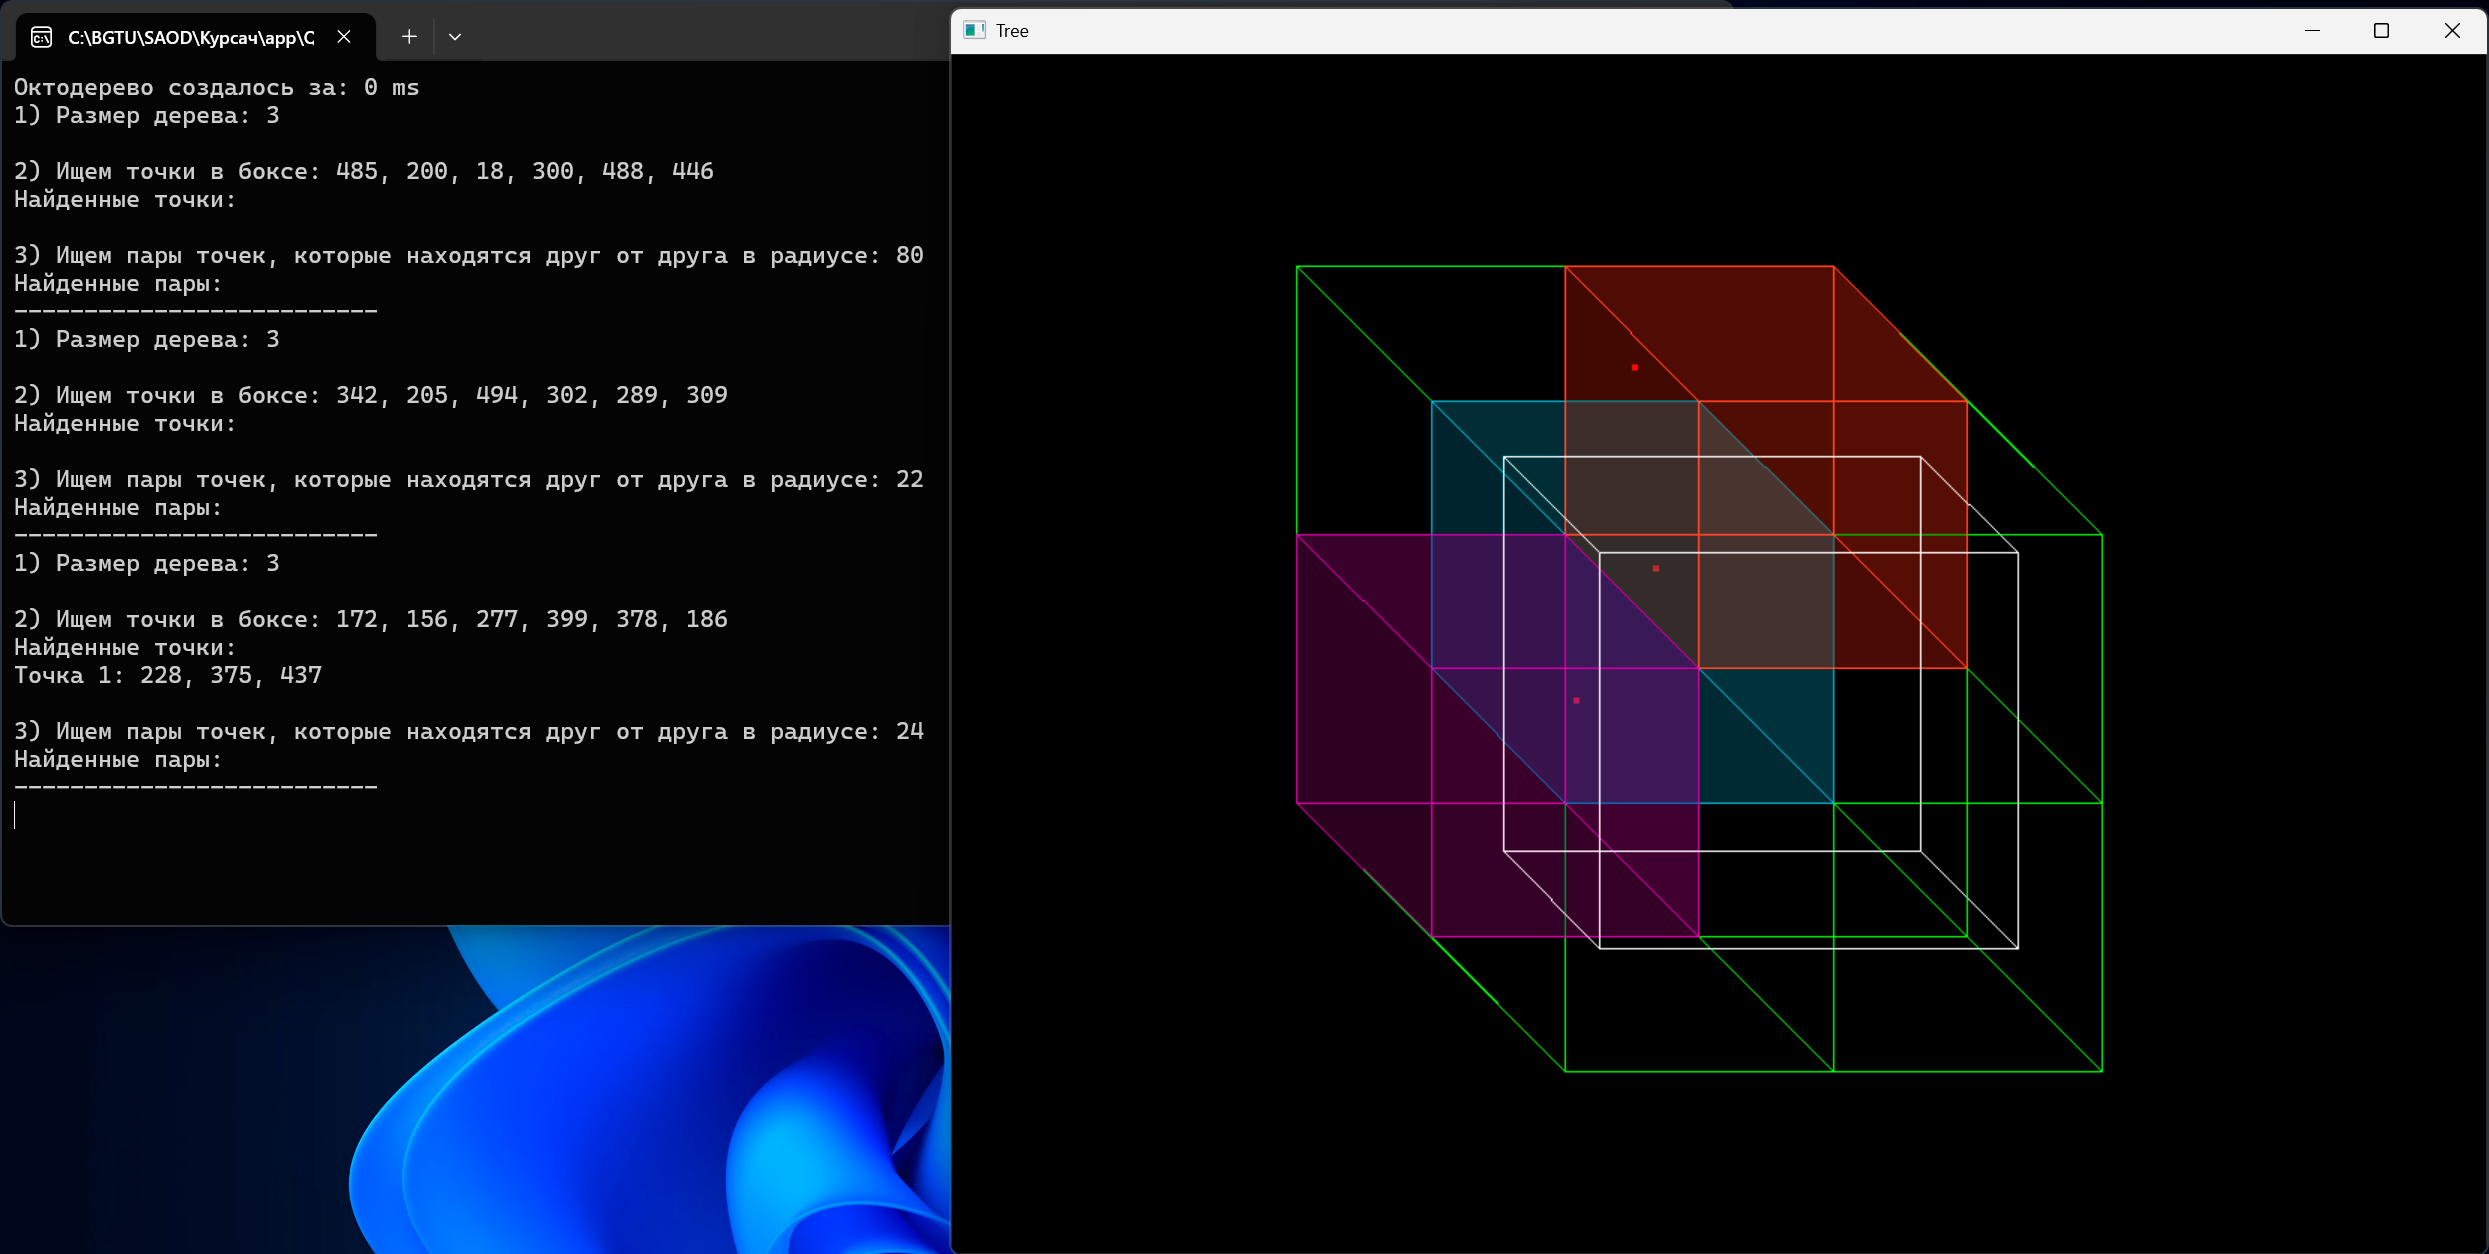 C:\BGTU\SAOD\Курсач\app\C
Октодерево создалось за: 0 ms
1) Размер дерева: 3
2) Ищем точки в боксе: 485, 200, 18, 300, 488, 446
Найденные точки:
3) Ищем пары точек, которые находятся друг от друга в радиусе: 80
Найденные пары:
--------------------------
1) Размер дерева: 3
2) Ищем точки в боксе: 342, 205, 494, 302, 289, 309
Найденные точки:
3) Ищем пары точек, которые находятся друг от друга в радиусе: 22
Найденные пары:
--------------------------
1) Размер дерева: 3
2) Ищем точки в боксе: 172, 156, 277, 399, 378, 186
Найденные точки:
Точка 1: 228, 375, 437
3) Ищем пары точек, которые находятся друг от друга в радиусе: 24
Найденные пары:
--------------------------
Tree